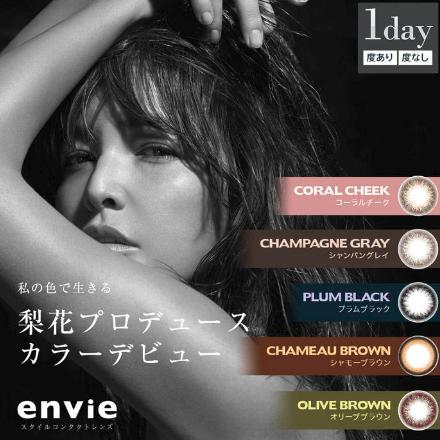 1day
度あり 度なし
CORAL CHEEK
コーラルチーク
CHAMPAGNE GRAY
シャンパングレイ
PLUM BLACK
プラムブラック
CHAMEAU BROWN
シャモーブラウン
OLIVE BROWN
オリーブブラウン
私の色で生きる
梨花プロデュース
カラーデビュー
envie
スタイルコンタクトレンズ